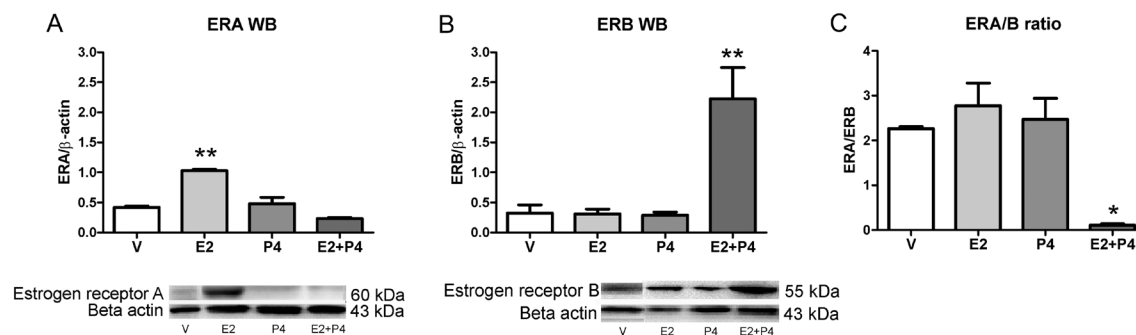 A
ERA WB
ERA/β-actin
3.0
2.5
2.0
1.5
1.0
0.5
0.0
**
V E2 P4 E2+P4
Estrogen receptor A 60 kDa
Beta actin 43 kDa
V E2 P4 E2+P4
B
ERB WB
ERB/β-actin
3.0
2.5
2.0
1.5
1.0
0.5
0.0
**
V E2 P4 E2+P4
Estrogen receptor B 55 kDa
Beta actin 43 kDa
V E2 P4 E2+P4
C
ERA/B ratio
ERA/ERB
4
3
2
1
0
*
V E2 P4 E2+P4